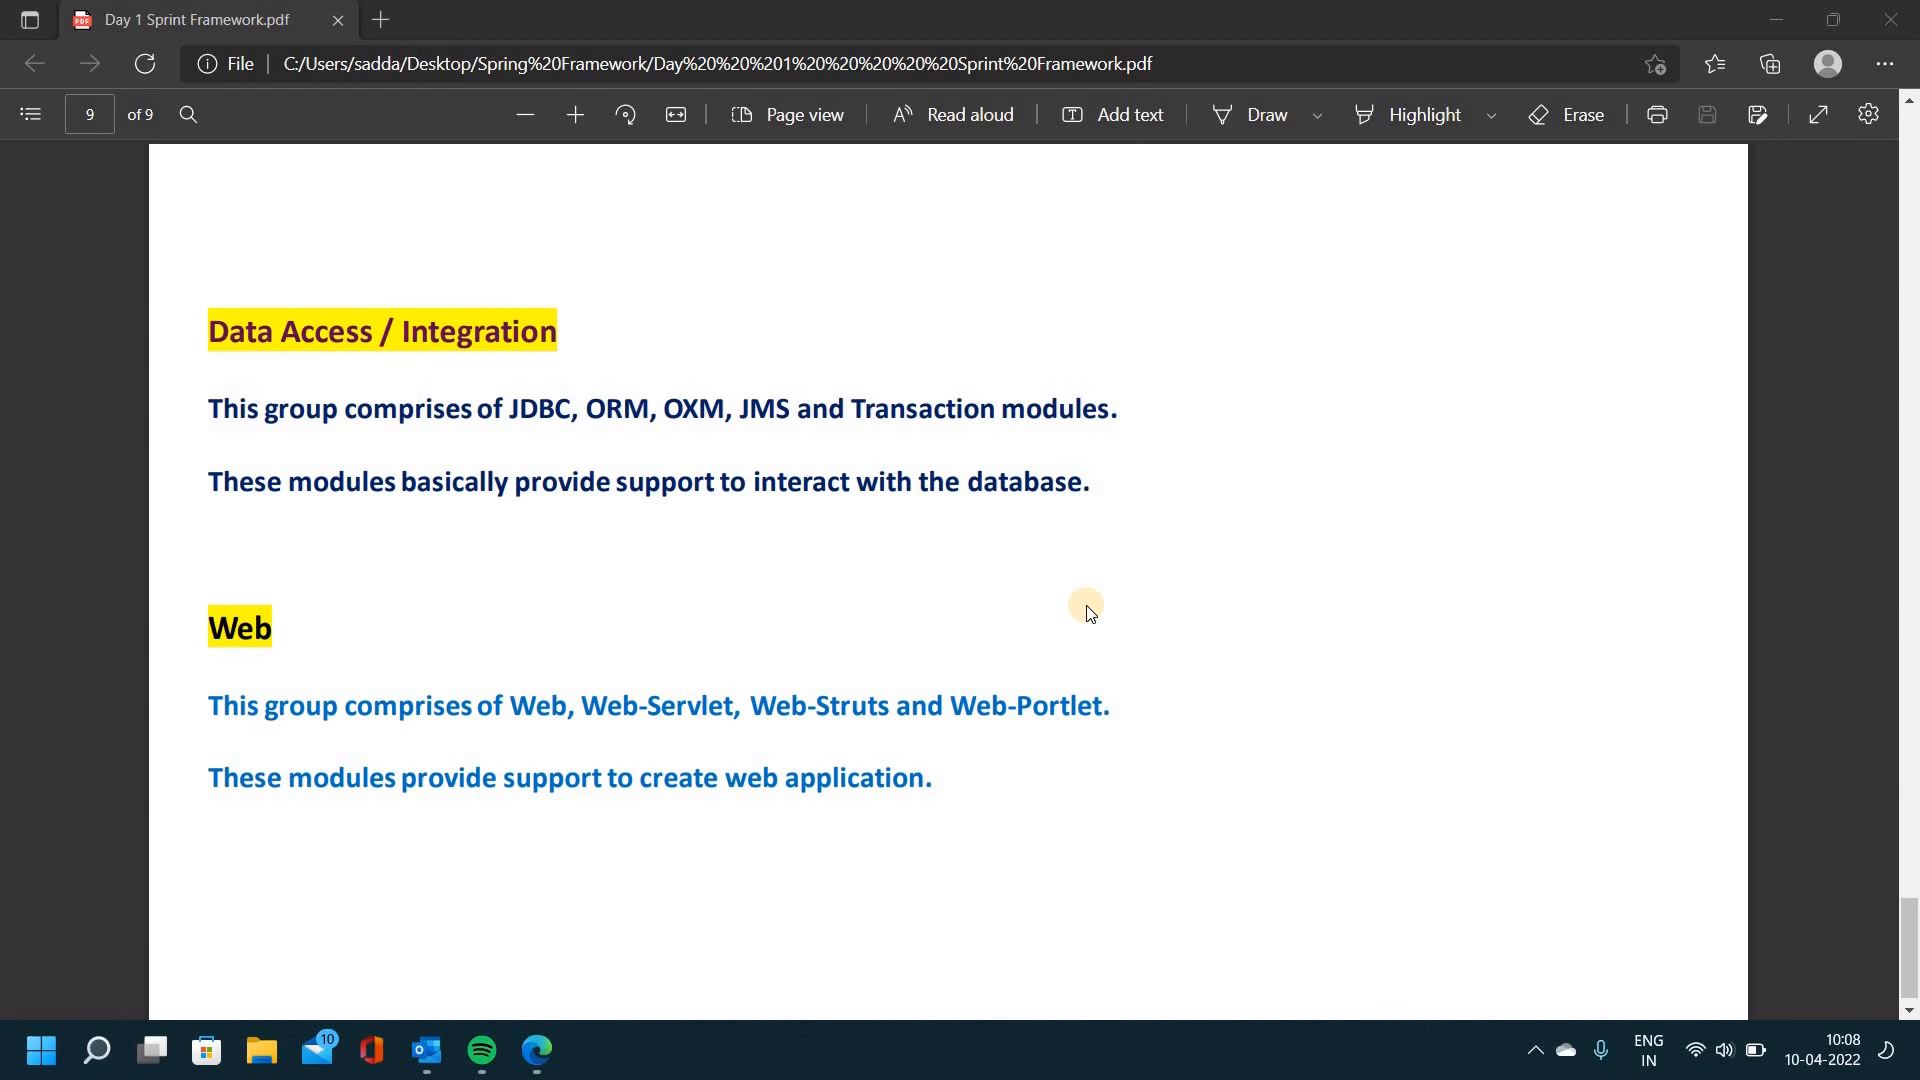 Day 1 Sprint Framework.pdf
File
C:/Users/sadda/Desktop/Spring%20Framework/Day%20%20%201%20%20%20%20%20Sprint%20Framework.pdf
9 of 9
Page view
Read aloud
Add text
Draw
Highlight
Erase
Data Access / Integration
This group comprises of JDBC, ORM, OXM, JMS and Transaction modules.
These modules basically provide support to interact with the database.
Web
This group comprises of Web, Web-Servlet, Web-Struts and Web-Portlet.
These modules provide support to create web application.
10
ENG
IN
10:08
10-04-2022